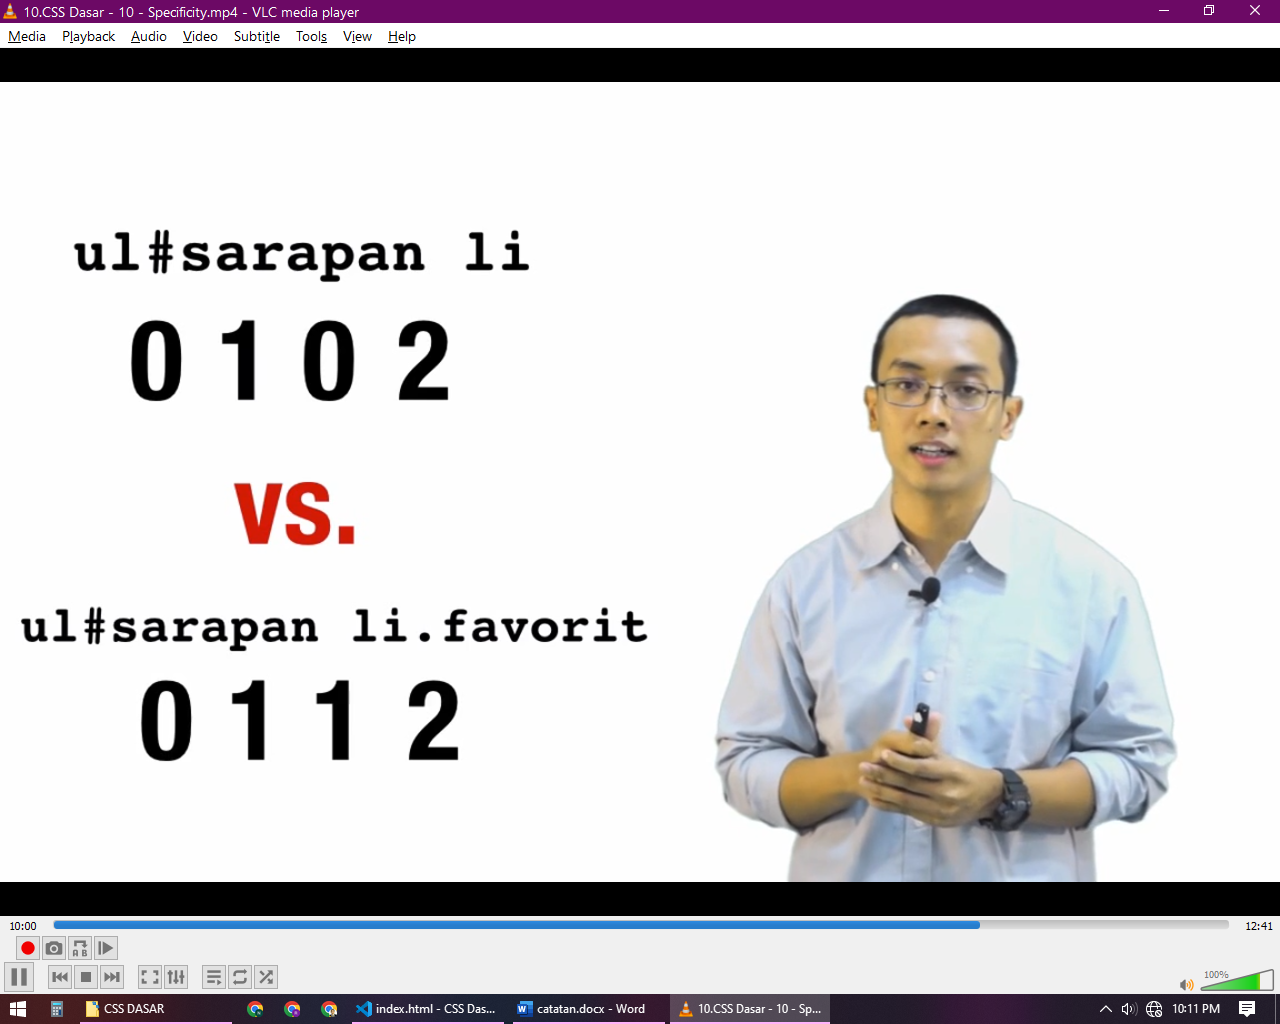 10.CSS Dasar - 10 - Specificity.mp4 - VLC media player
Media Playback Audio Video Subtitle Tools View Help
ul#sarapan li
0 1 0 2
vs.
ul#sarapan li.favorit
0 1 1 2
10:00
12:41
A B
100%
CSS DASAR
index.html - CSS Das...
catatan.docx - Word
10.CSS Dasar - 10 - Sp...
10:11 PM